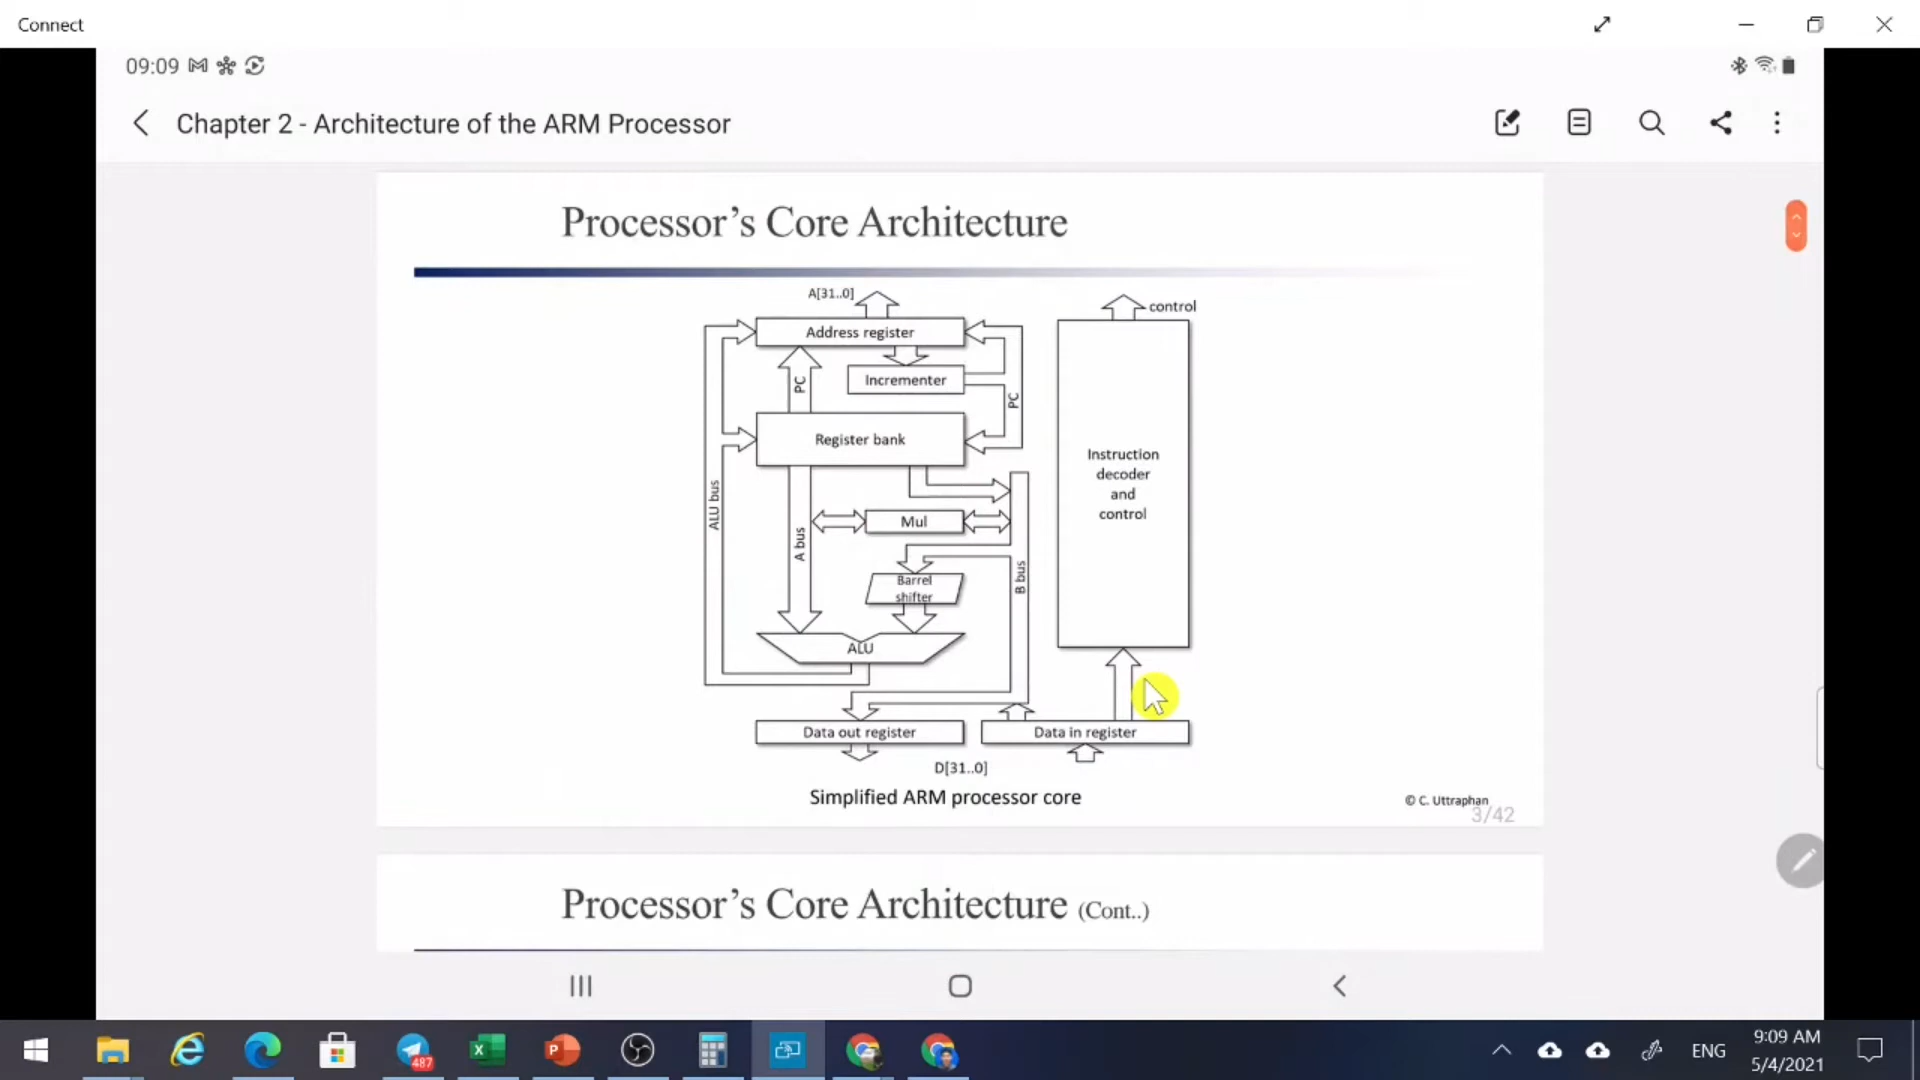 Connect
09:09
Chapter 2 - Architecture of the ARM Processor
Processor's Core Architecture
A[31..0]
control
Address register
PC
Incrementer
PC
Register bank
Instruction
decoder
and
control
ALU bus
A bus
Mul
B bus
Barrel
shifter
ALU
Data out register
Data in register
D[31..0]
Simplified ARM processor core
© C. Uttraphan
3/42
Processor's Core Architecture (Cont..)
487
ENG
9:09 AM
5/4/2021